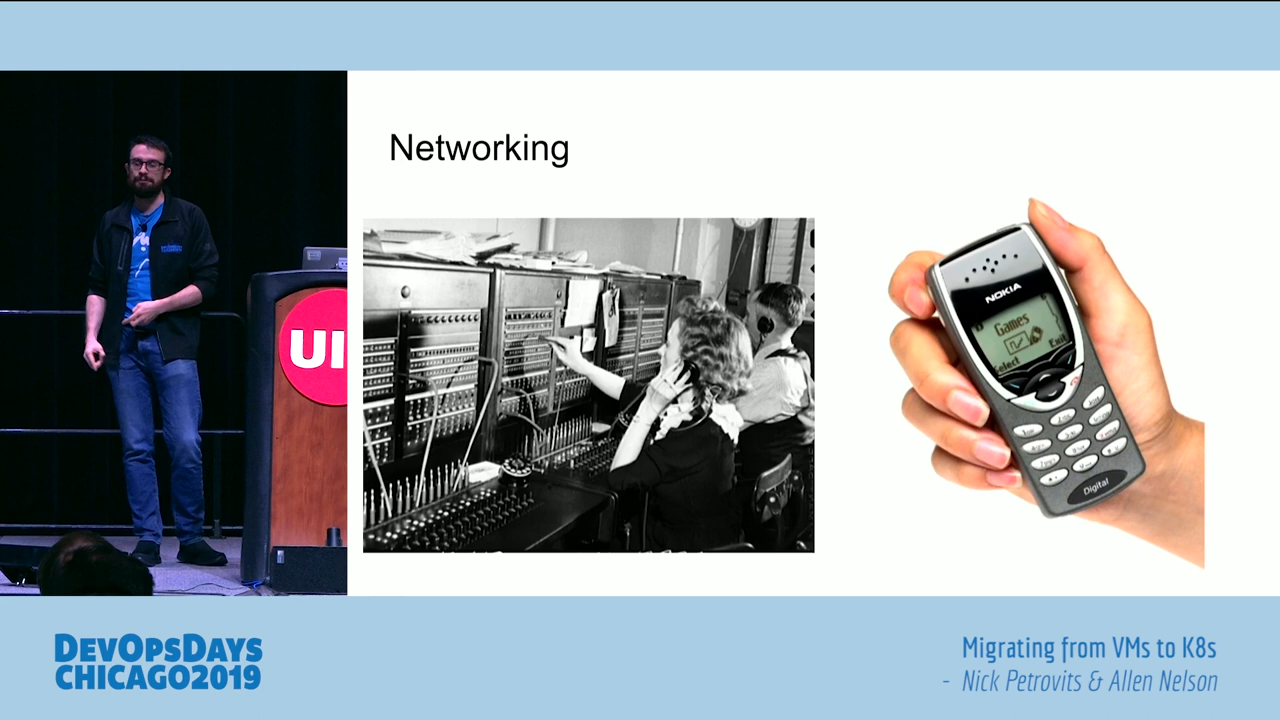 Networking
UI
NOKIA
Games
Select
Exit
Digital
DEVOPSDAYS
CHICAGO2019
Migrating from VMs to K8s
- Nick Petrovits & Allen Nelson